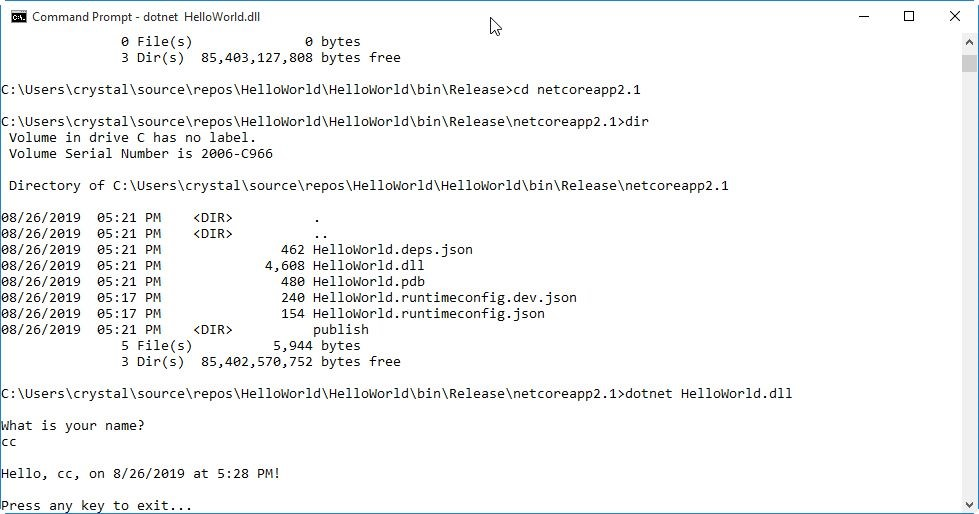 Command Prompt - dotnet  HelloWorld.dll
               0 File(s)              0 bytes
               3 Dir(s)  85,403,127,808 bytes free
C:\Users\crystal\source\repos\HelloWorld\HelloWorld\bin\Release>cd netcoreapp2.1
C:\Users\crystal\source\repos\HelloWorld\HelloWorld\bin\Release\netcoreapp2.1>dir
 Volume in drive C has no label.
 Volume Serial Number is 2006-C966
 Directory of C:\Users\crystal\source\repos\HelloWorld\HelloWorld\bin\Release\netcoreapp2.1
08/26/2019  05:21 PM    <DIR>          .
08/26/2019  05:21 PM    <DIR>          ..
08/26/2019  05:21 PM               462 HelloWorld.deps.json
08/26/2019  05:21 PM             4,608 HelloWorld.dll
08/26/2019  05:21 PM               480 HelloWorld.pdb
08/26/2019  05:17 PM               240 HelloWorld.runtimeconfig.dev.json
08/26/2019  05:17 PM               154 HelloWorld.runtimeconfig.json
08/26/2019  05:21 PM    <DIR>          publish
               5 File(s)          5,944 bytes
               3 Dir(s)  85,402,570,752 bytes free
C:\Users\crystal\source\repos\HelloWorld\HelloWorld\bin\Release\netcoreapp2.1>dotnet HelloWorld.dll
What is your name?
cc
Hello, cc, on 8/26/2019 at 5:28 PM!
Press any key to exit...